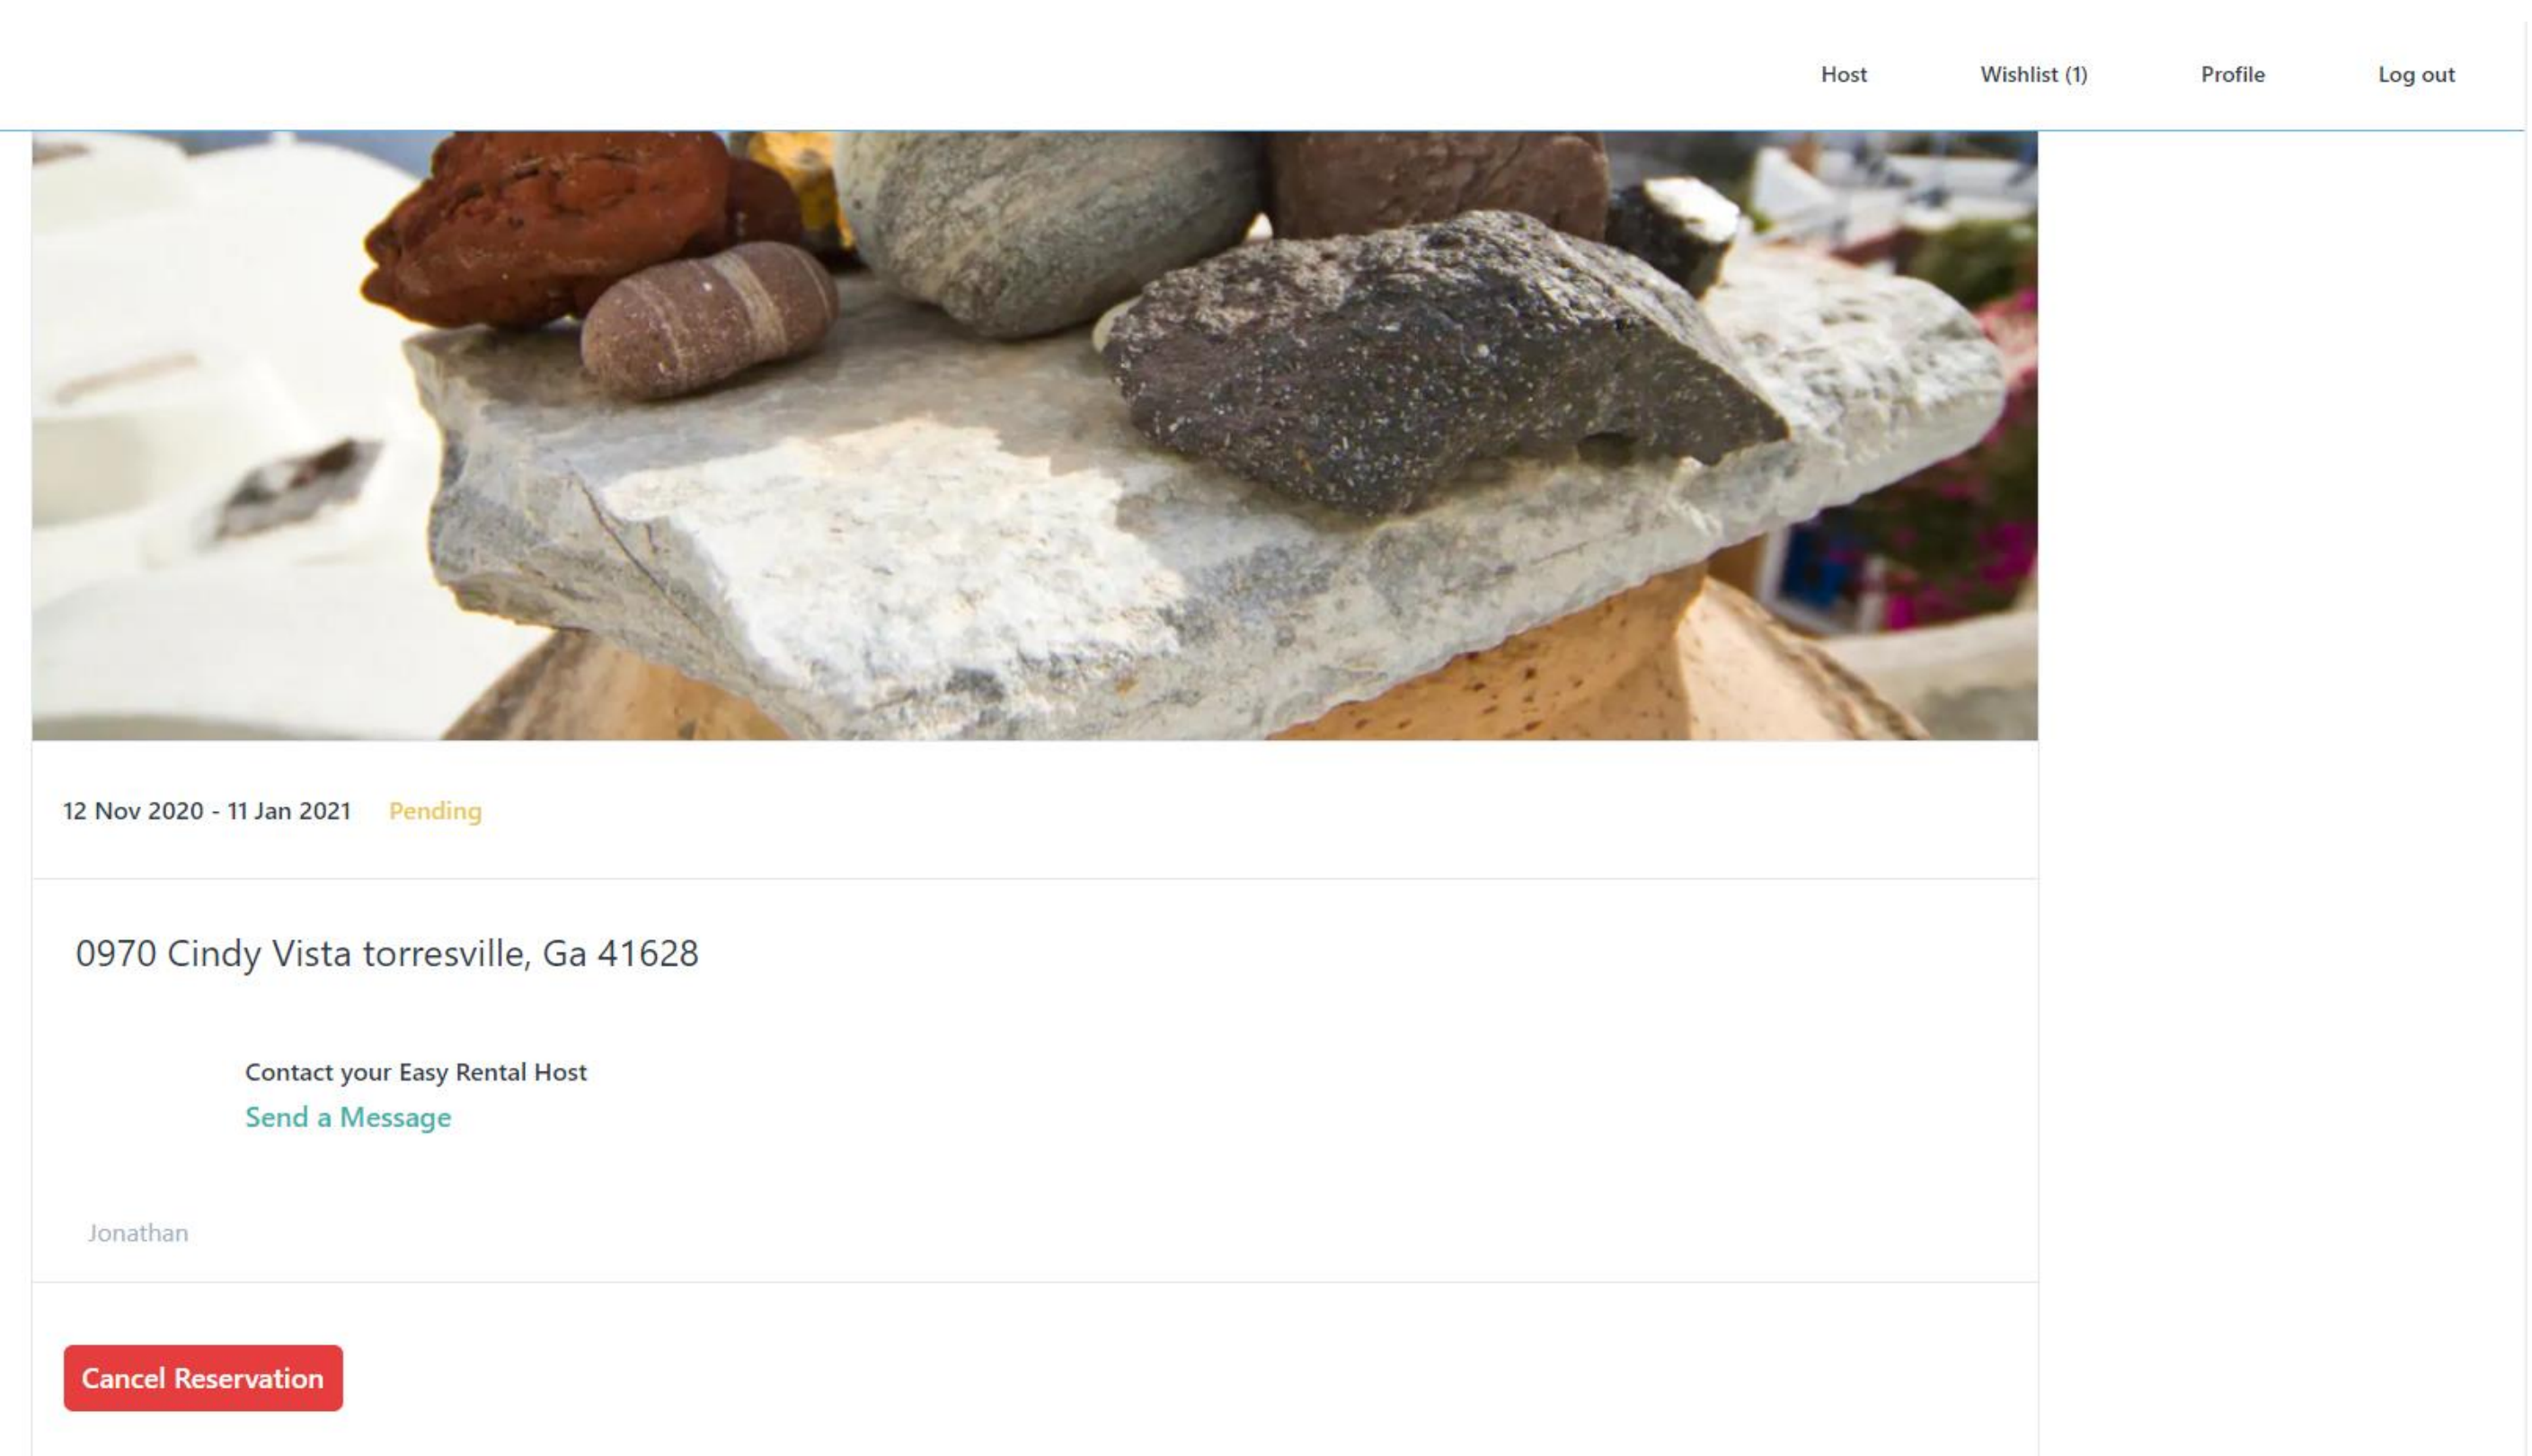 Host Wishlist (1) Profile Log out
12 Nov 2020 - 11 Jan 2021 Pending
0970 Cindy Vista torresville, Ga 41628
Contact your Easy Rental Host
Send a Message
Jonathan
Cancel Reservation